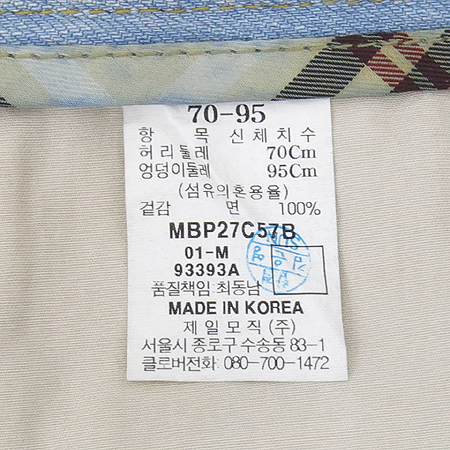 70-95
항 목 신체치수
허리둘레 70Cm
엉덩이둘레 95Cm
(섬유의혼용율)
겉감 면 100%
MBP27C57B
01-M
93393A
품질책임 최동남
MADE IN KOREA
제일모직(주)
서울시 종로구 수송동 83-1
클로버전화 080-700-1472